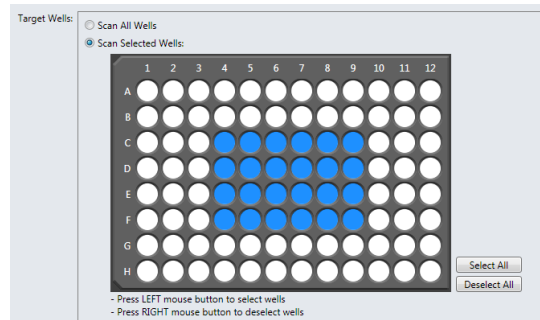 Target Wells:
Scan All Wells
Scan Selected Wells:
1 2 3 4 5 6 7 8 9 10 11 12
A
B
C
D
E
F
G
H
Select All
Deselect All
- Press LEFT mouse button to select wells
- Press RIGHT mouse button to deselect wells